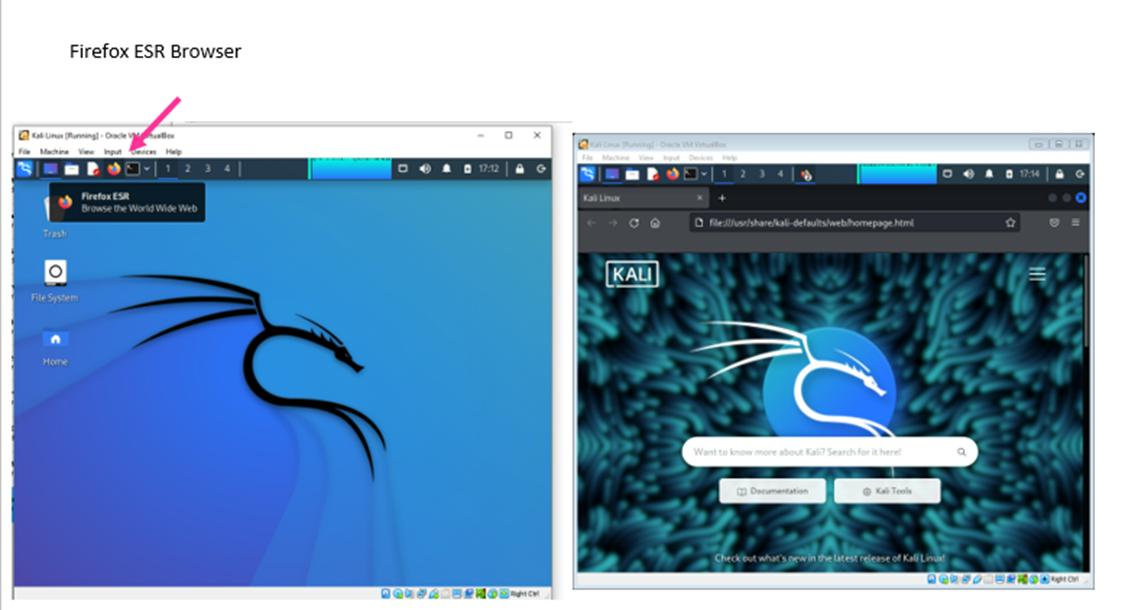 Firefox ESR Browser
Kali Linux [Running] - Oracle VM VirtualBox
File Machine View Input Devices Help
1 2 3 4
17:12
Firefox ESR
Browse the World Wide Web
Trash
File System
Home
Right Ctrl
Kali Linux [Running] - Oracle VM VirtualBox
File Machine View Input Devices Help
1 2 3 4
17:14
Kali Linux
file:///usr/share/kali-defaults/web/homepage.html
KALI
Want to know more about Kali? Search for it here!
Documentation
Kali Tools
Check out what's new in the latest release of Kali Linux!
Right Ctrl